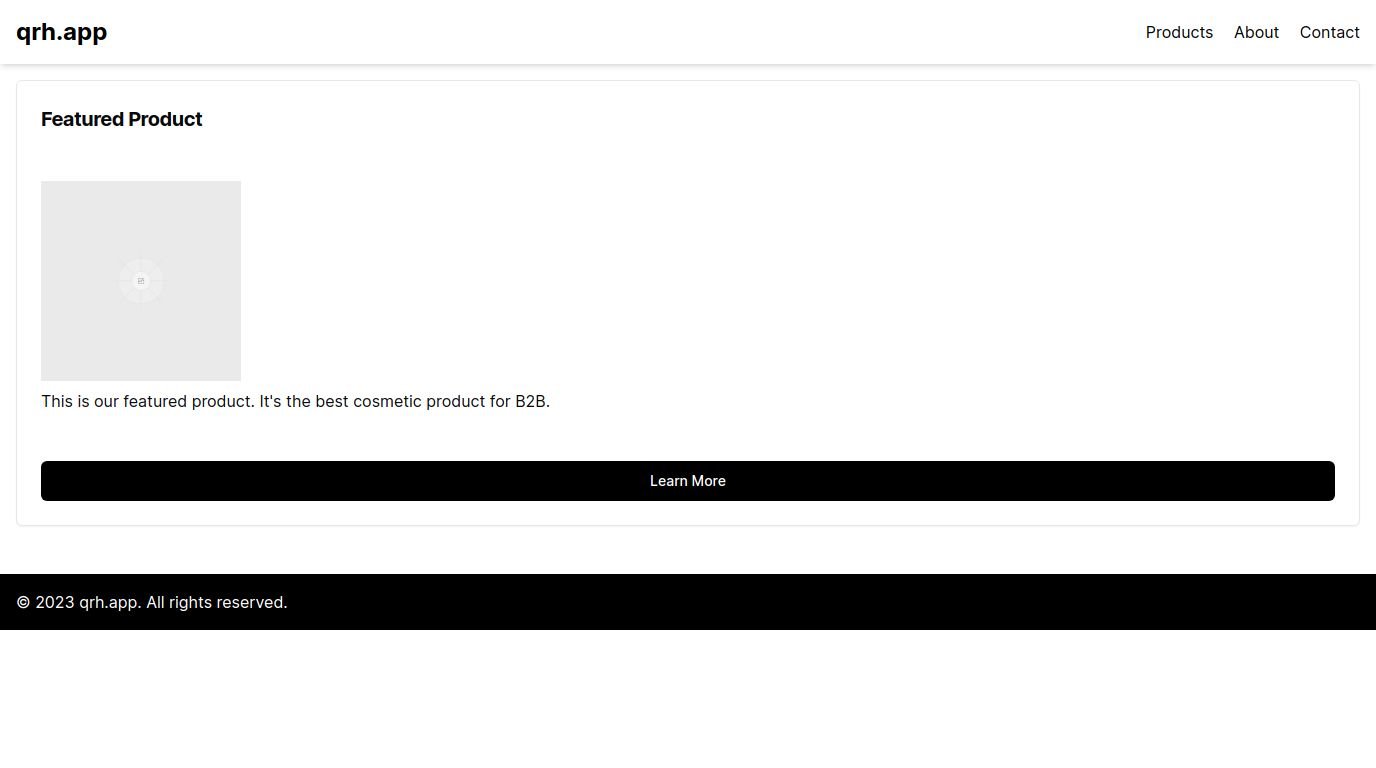 qrh.app
Products About Contact
Featured Product
This is our featured product. It's the best cosmetic product for B2B.
Learn More
© 2023 qrh.app. All rights reserved.